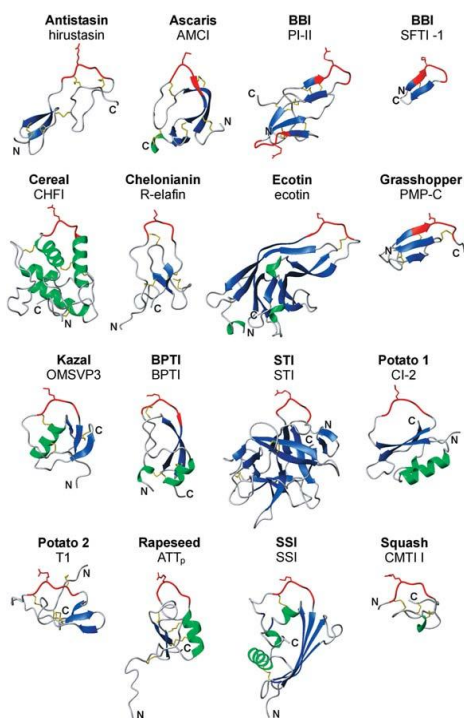 Antistasin
hirustasin
Ascaris
AMCI
BBI
PI-II
BBI
SFTI -1
N
C
C
N
C
N
N
C
Cereal
CHFI
Chelonianin
R-elafin
Ecotin
ecotin
Grasshopper
PMP-C
C
N
N
C
N
C
N
C
Kazal
OMSVP3
BPTI
BPTI
STI
STI
Potato 1
CI-2
C
N
N
C
C
N
C
N
Potato 2
T1
Rapeseed
ATTp
SSI
SSI
Squash
CMTI I
N
C
C
N
C
N
N
C